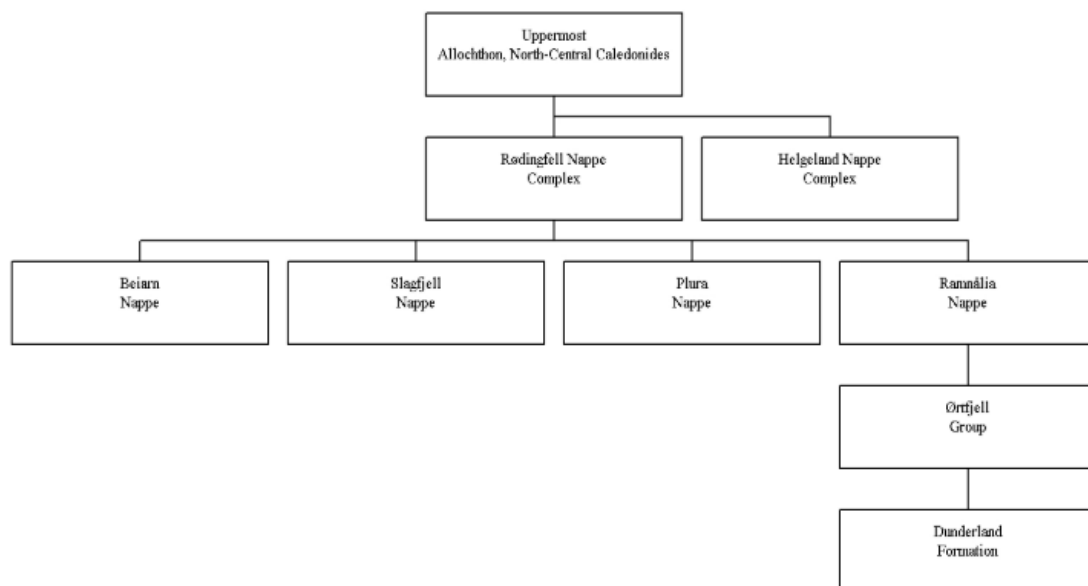 Uppermost
Allochthon, North-Central Caledonides
Rødingfell Nappe
Complex
Helgeland Nappe
Complex
Beiarn
Nappe
Slagfjell
Nappe
Plura
Nappe
Ramnålia
Nappe
Ørtfjell
Group
Dunderland
Formation